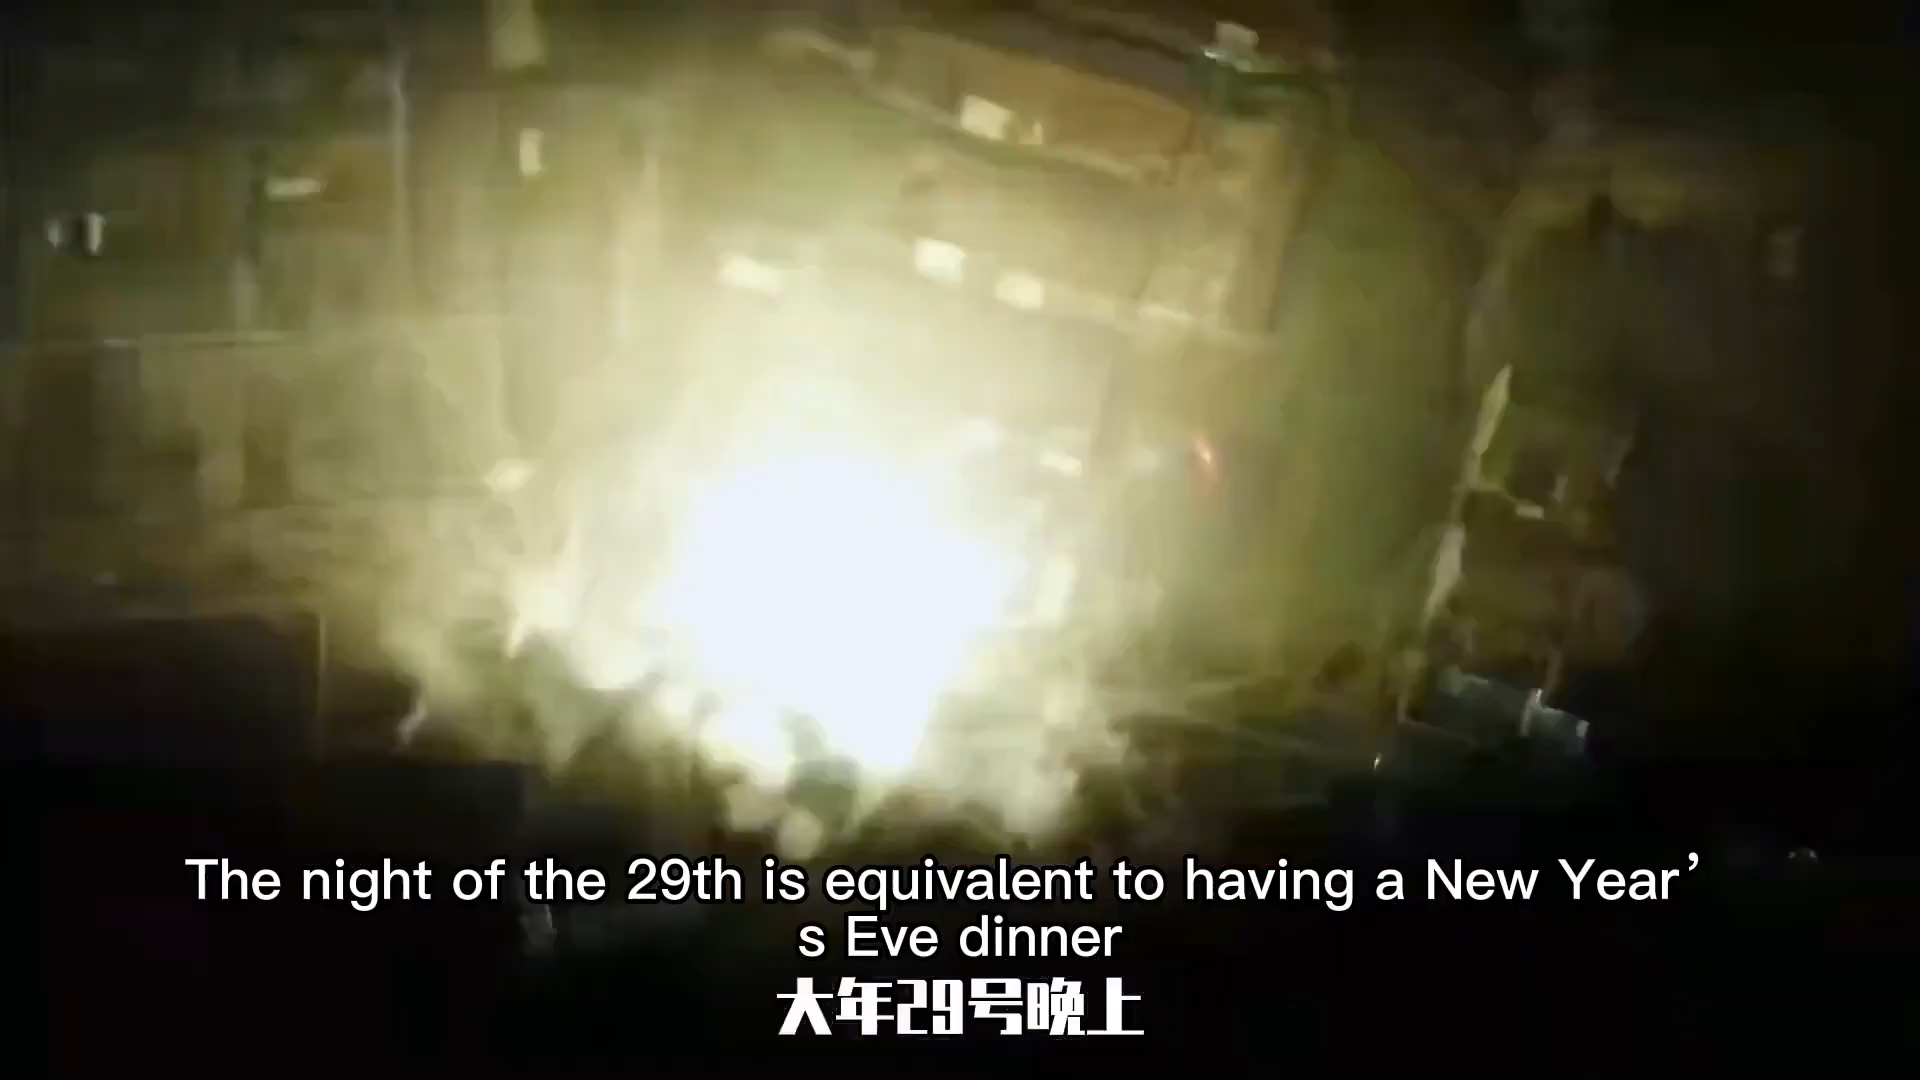 The night of the 29th is equivalent to having a New Year’
s Eve dinner
大年29号晚上